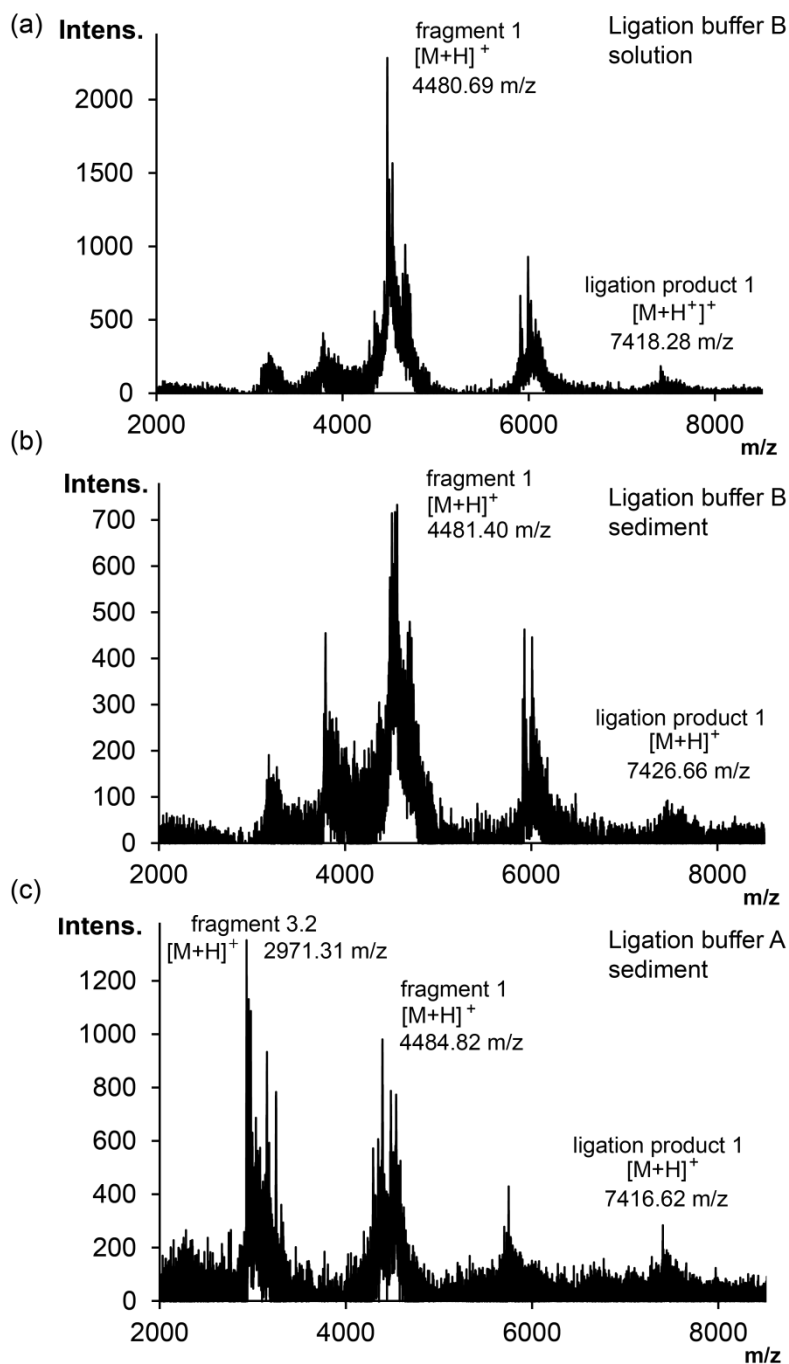 (a)
Intens.
fragment 1
[M+H]⁺
4480.69 m/z
Ligation buffer B
solution
2000
1500
1000
500
0
ligation product 1
[M+H⁺]⁺
7418.28 m/z
2000 4000 6000 8000
m/z
(b)
Intens.
fragment 1
[M+H]⁺
4481.40 m/z
Ligation buffer B
sediment
700
600
500
400
300
200
100
0
ligation product 1
[M+H]⁺
7426.66 m/z
2000 4000 6000 8000
m/z
(c)
Intens.
fragment 3.2
[M+H]⁺ 2971.31 m/z
fragment 1
[M+H]⁺
4484.82 m/z
Ligation buffer A
sediment
1200
1000
800
600
400
200
0
ligation product 1
[M+H]⁺
7416.62 m/z
2000 4000 6000 8000
m/z